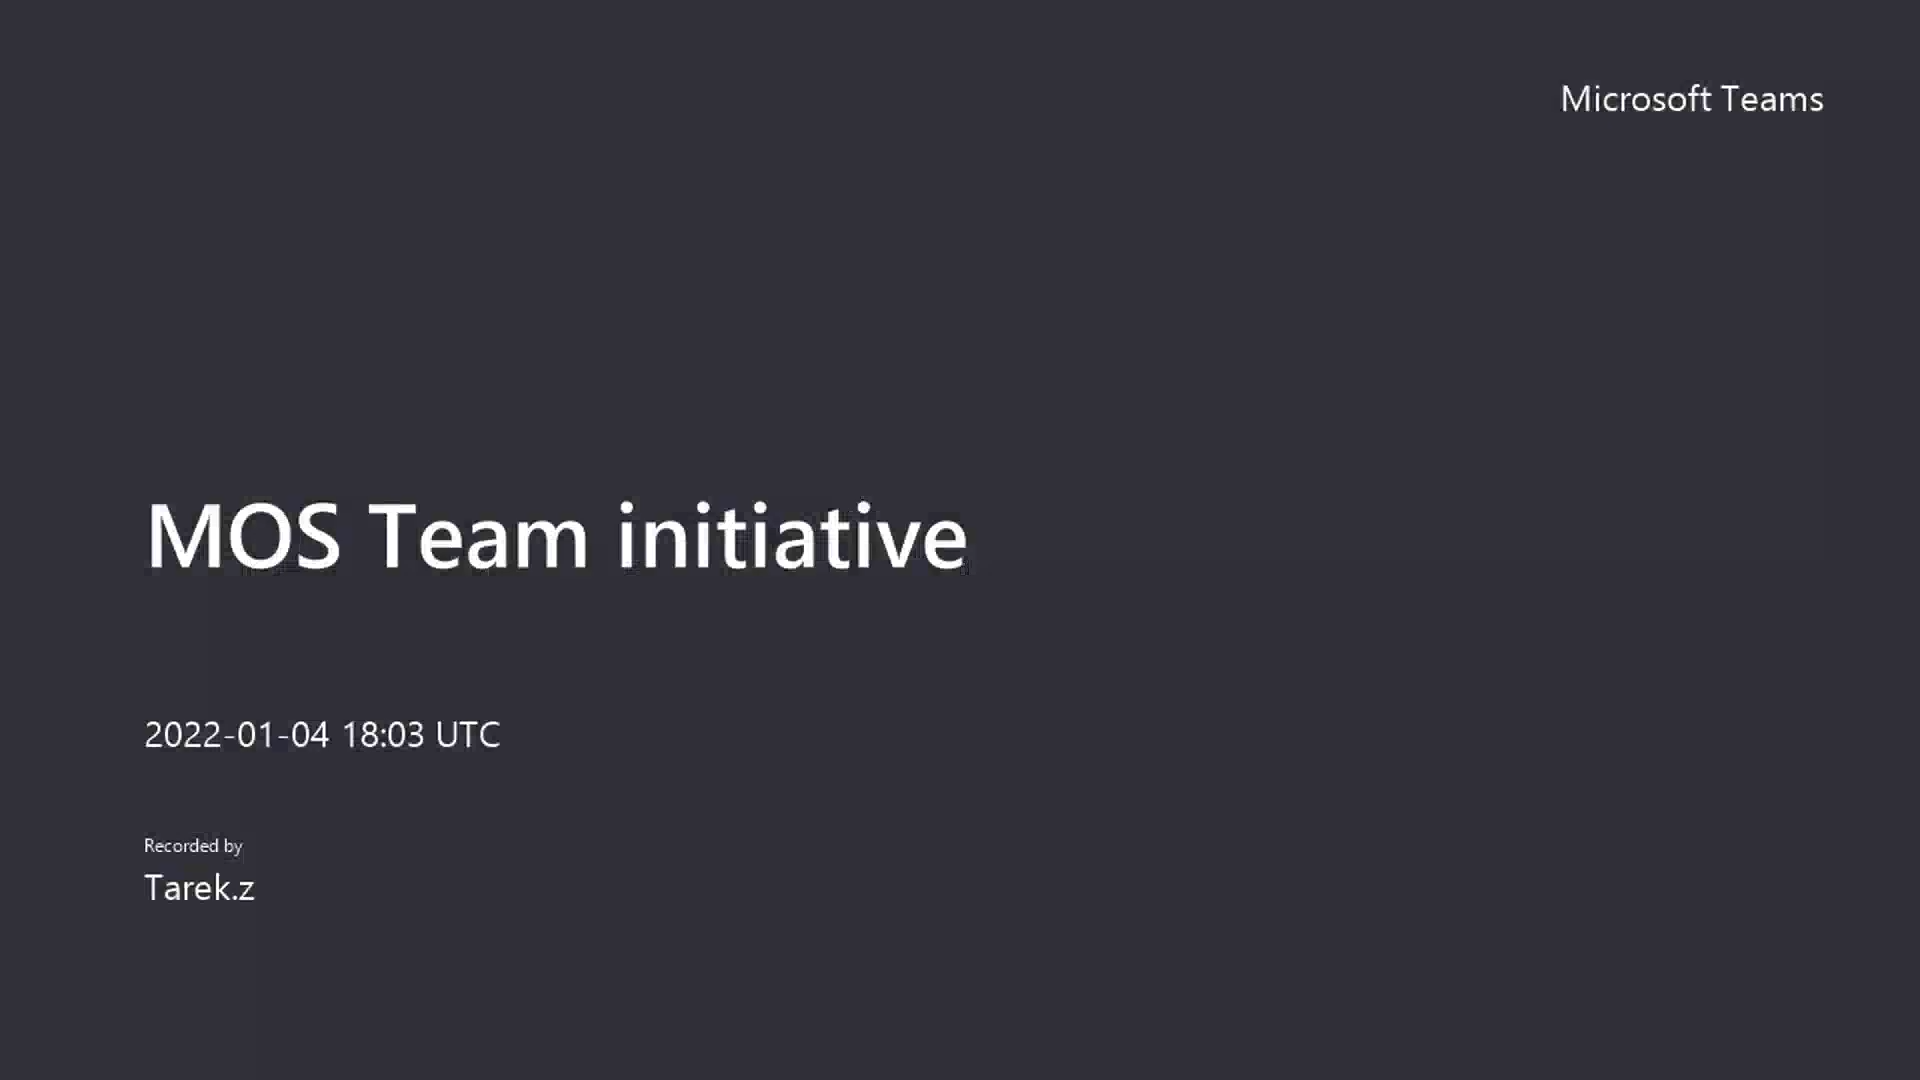 Microsoft Teams
MOS Team initiative
2022-01-04 18:03 UTC
Recorded by
Tarek.z